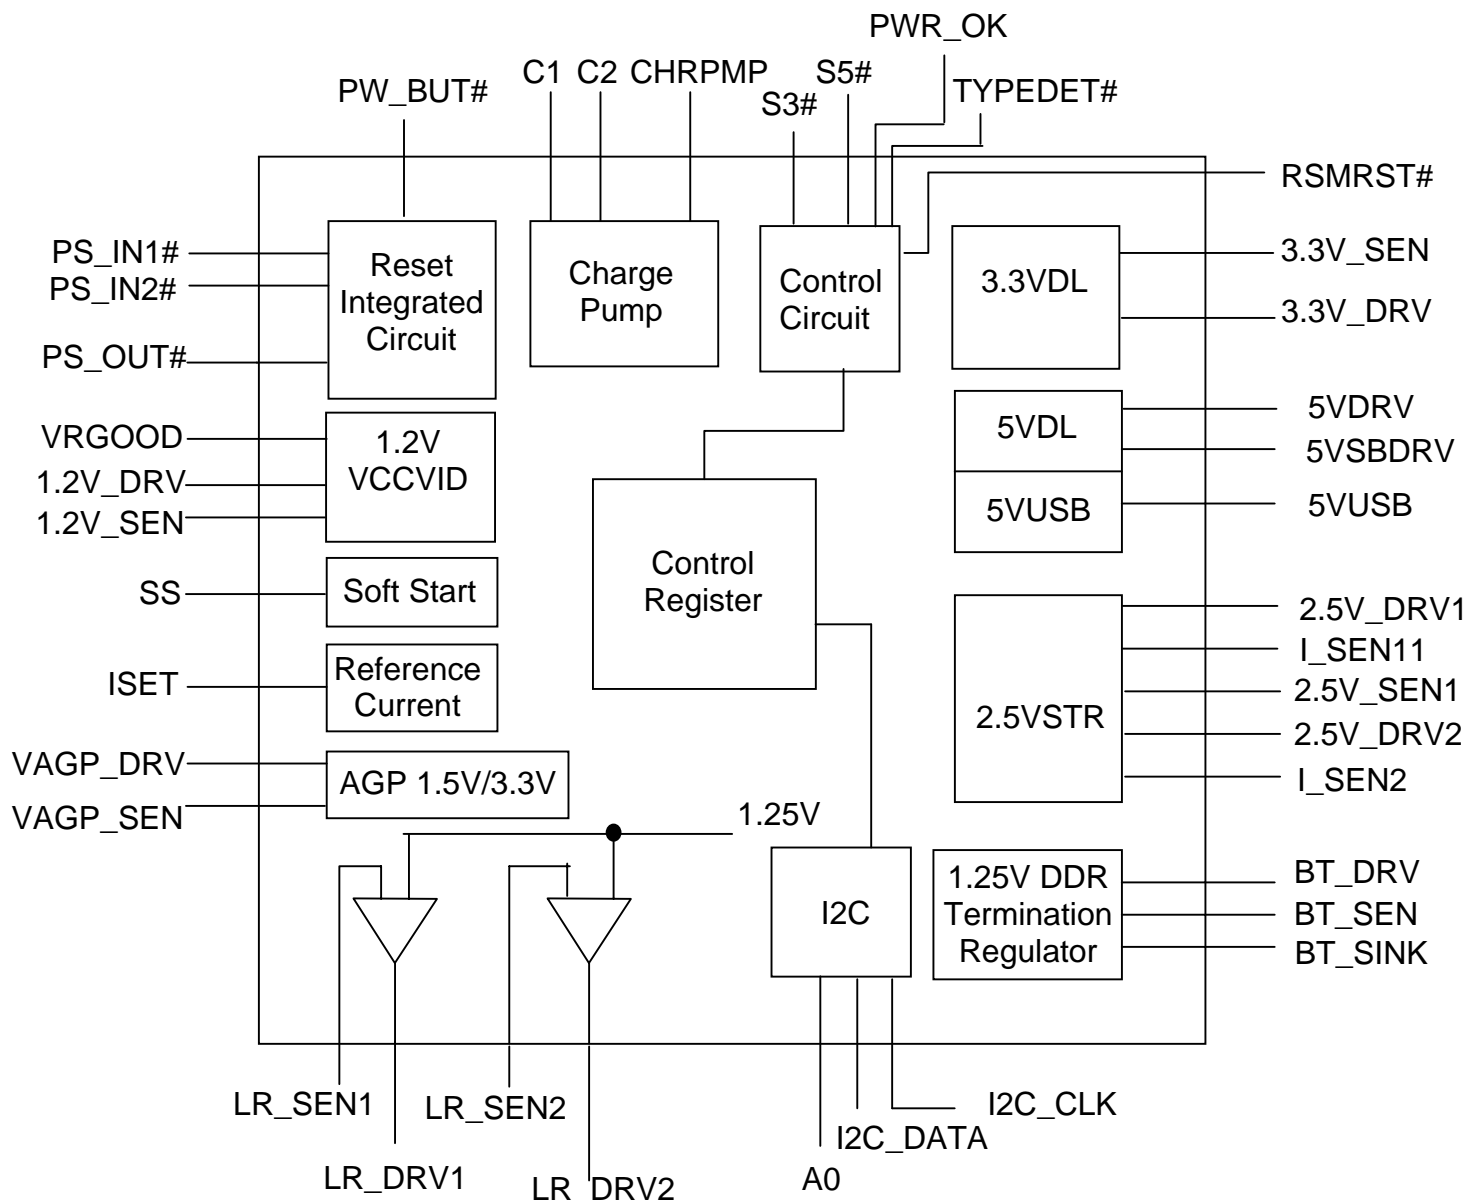 PWR_OK
C1 C2 CHRPMP
S5#
PW_BUT#
S3#
TYPEDET#
RSMRST#
PS_IN1#
PS_IN2#
PS_OUT#
Reset
Integrated
Circuit
Charge
Pump
Control
Circuit
3.3VDL
3.3V_SEN
3.3V_DRV
VRGOOD
1.2V_DRV
1.2V_SEN
1.2V
VCCVID
5VDL
5VUSB
5VDRV
5VSBDRV
5VUSB
SS
Soft Start
Control
Register
ISET
Reference
Current
2.5VSTR
2.5V_DRV1
I_SEN11
2.5V_SEN1
2.5V_DRV2
I_SEN2
VAGP_DRV
VAGP_SEN
AGP 1.5V/3.3V
1.25V
I2C
1.25V DDR
Termination
Regulator
BT_DRV
BT_SEN
BT_SINK
LR_SEN1
LR_SEN2
I2C_CLK
I2C_DATA
LR_DRV1
LR_DRV2
A0